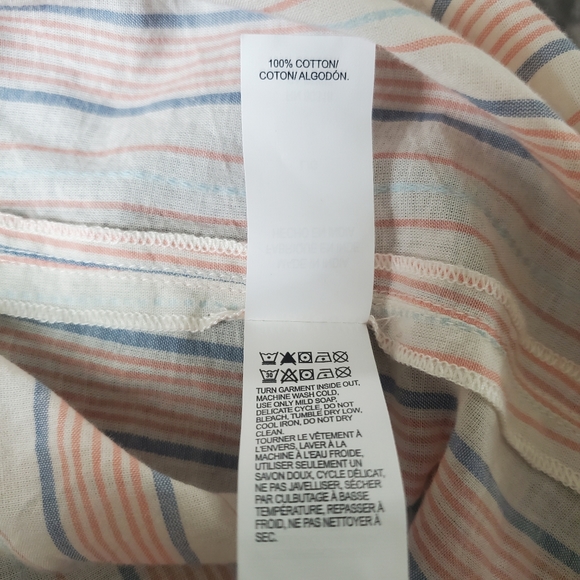 100% COTTON/
COTON/ ALGODÓN.
30
TURN GARMENT INSIDE OUT,
MACHINE WASH COLD,
USE ONLY MILD SOAP,
DELICATE CYCLE, DO NOT
BLEACH, TUMBLE DRY LOW,
COOL IRON, DO NOT DRY
CLEAN.
TOURNER LE VÊTEMENT À
L'ENVERS, LAVER À LA
MACHINE À L'EAU FROIDE,
UTILISER SEULEMENT UN
SAVON DOUX, CYCLE DÉLICAT,
NE PAS JAVELLISER, SÉCHER
PAR CULBUTAGE À BASSE
TEMPÉRATURE, REPASSER À
FROID, NE PAS NETTOYER À
SEC.